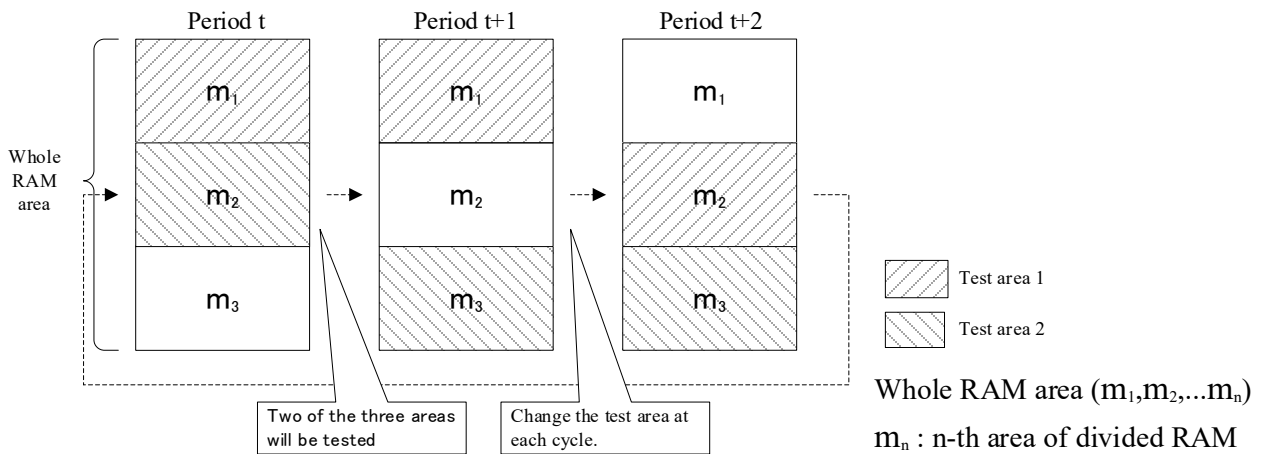 Period t
Period t+1
Period t+2
Whole
RAM
area
m₁
m₂
m₃
m₁
m₂
m₃
m₁
m₂
m₃
Two of the three areas
will be tested
Change the test area at
each cycle.
Test area 1
Test area 2
Whole RAM area (m₁,m₂,...mₙ)
mₙ : n-th area of divided RAM